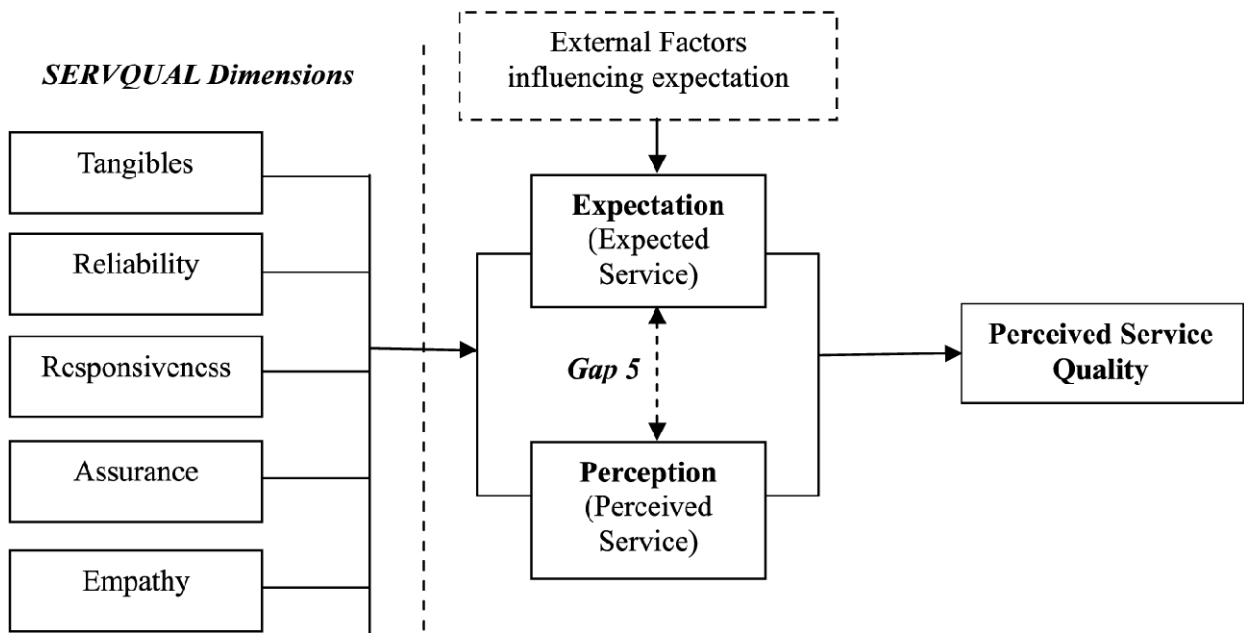 SERVQUAL Dimensions
Tangibles
Reliability
Responsiveness
Assurance
Empathy
External Factors
influencing expectation
Expectation
(Expected
Service)
Gap 5
Perception
(Perceived
Service)
Perceived Service
Quality